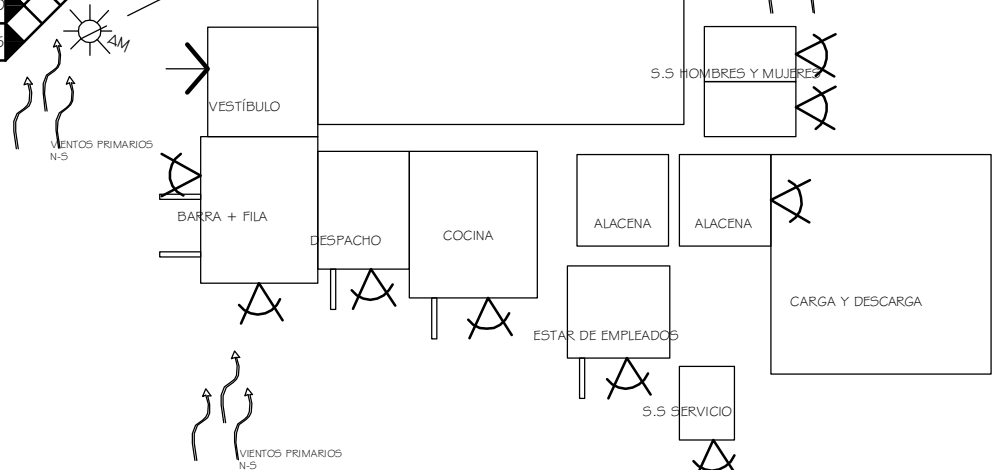 AM
S.S HOMBRES Y MUJERES
VESTÍBULO
VIENTOS PRIMARIOS
N-S
BARRA + FILA
DESPACHO
COCINA
ALACENA
ALACENA
CARGA Y DESCARGA
ESTAR DE EMPLEADOS
S.S SERVICIO
VIENTOS PRIMARIOS
N-S